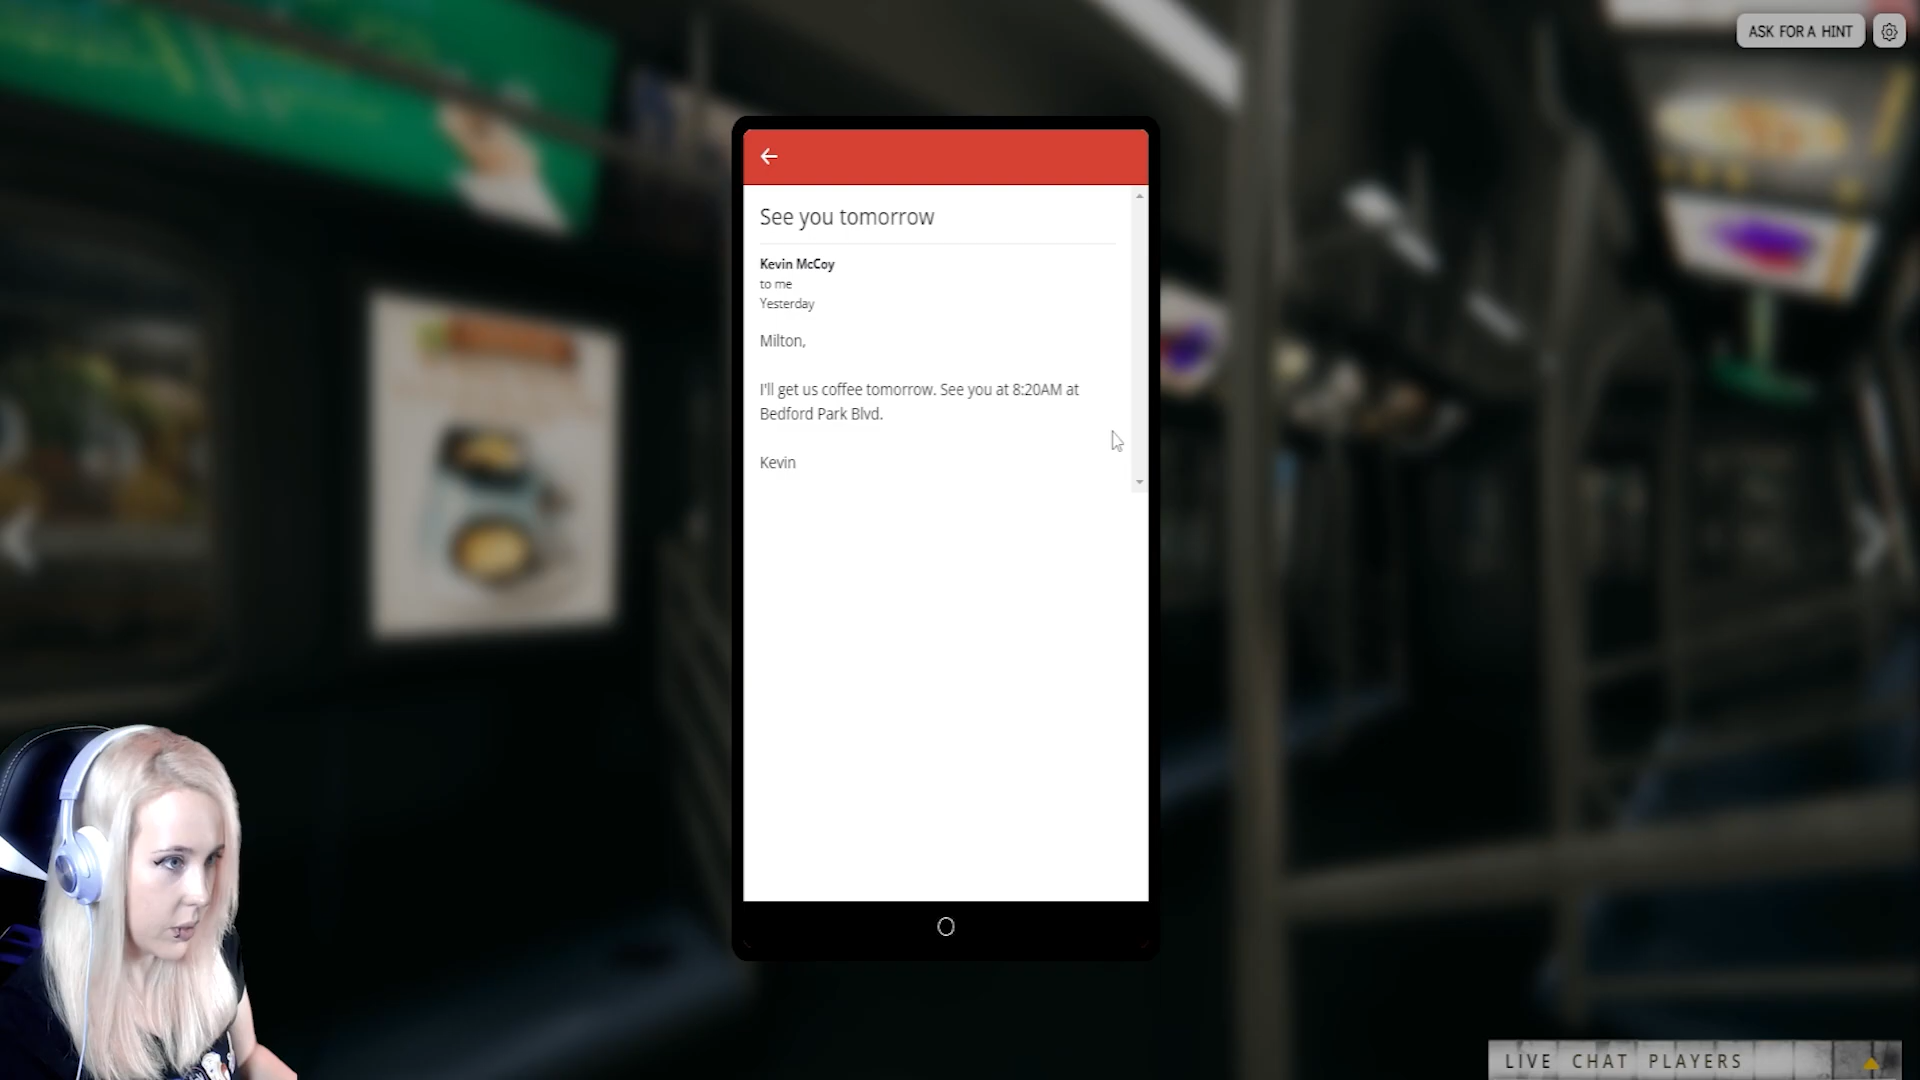 ASK FOR A HINT
See you tomorrow
Kevin McCoy
to me
Yesterday
Milton,
I'll get us coffee tomorrow. See you at 8:20AM at
Bedford Park Blvd.
Kevin
LIVE CHAT PLAYERS